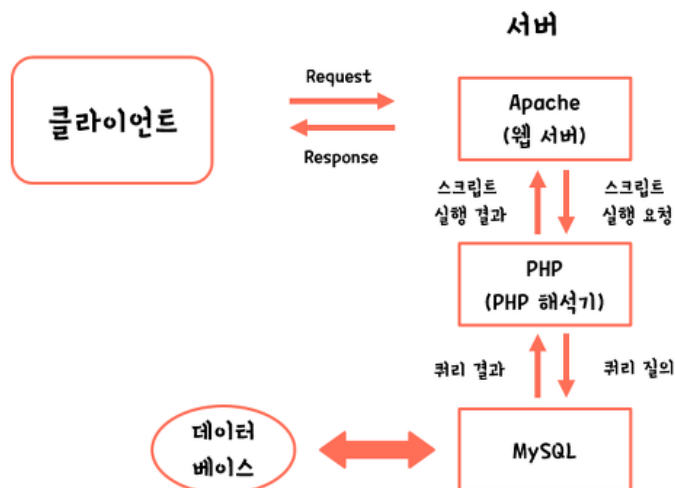 서버
클라이언트
Request
Response
Apache
(웹 서버)
스크립트
실행 결과
스크립트
실행 요청
PHP
(PHP 해석기)
쿼리 결과
쿼리 질의
데이터
베이스
MySQL